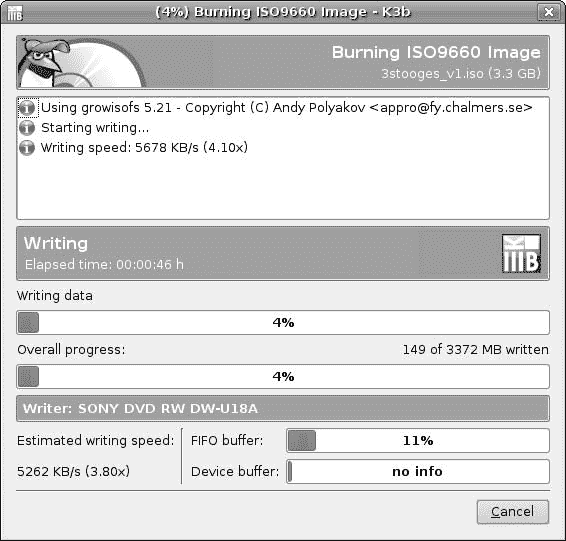 (4%) Burning ISO9660 Image - K3b
Burning ISO9660 Image
3stooges_v1.iso (3.3 GB)
Using growisofs 5.21 - Copyright (C) Andy Polyakov <appro@fy.chalmers.se>
Starting writing...
Writing speed: 5678 KB/s (4.10x)
Writing
Elapsed time: 00:00:46 h
Writing data
4%
Overall progress: 149 of 3372 MB written
4%
Writer: SONY DVD RW DW-U18A
Estimated writing speed: FIFO buffer: 11%
5262 KB/s (3.80x) Device buffer: no info
Cancel